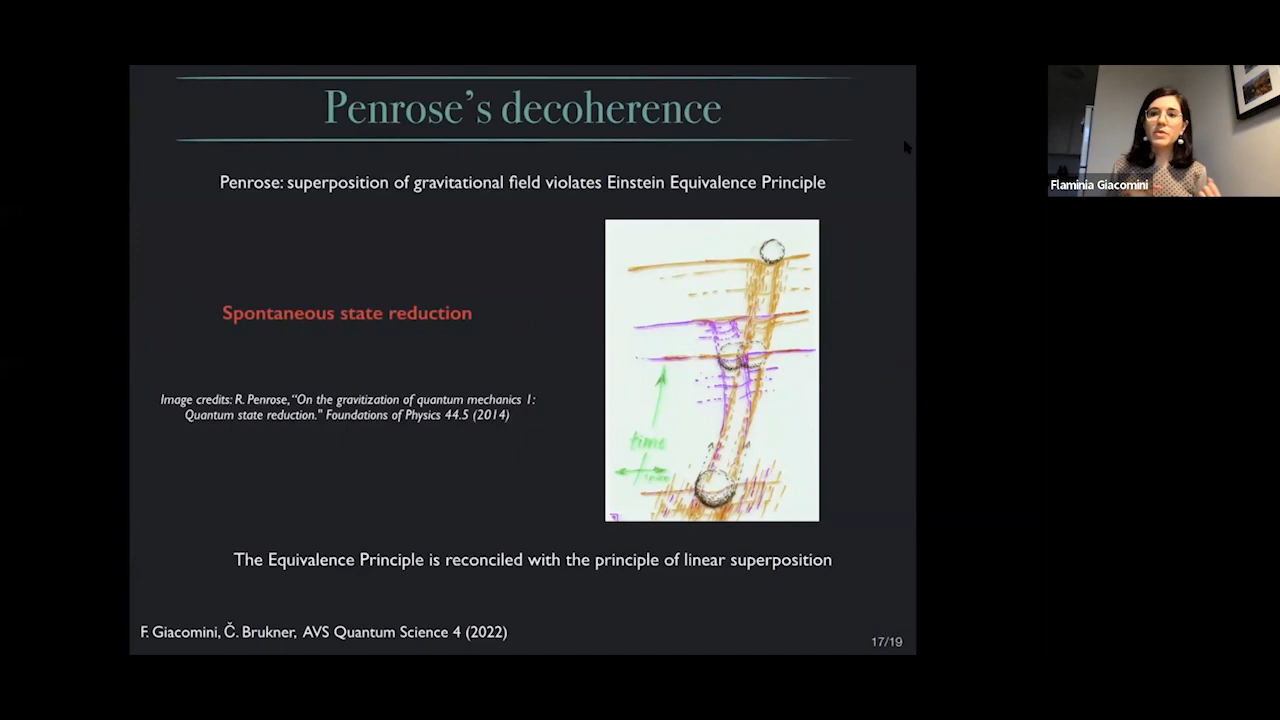 Penrose's decoherence
Penrose: superposition of gravitational field violates Einstein Equivalence Principle
Spontaneous state reduction
Image credits: R. Penrose, "On the gravitization of quantum mechanics 1:
Quantum state reduction." Foundations of Physics 44.5 (2014)
time
The Equivalence Principle is reconciled with the principle of linear superposition
F. Giacomini, Č. Brukner, AVS Quantum Science 4 (2022)
17/19
Flaminia Giacomini